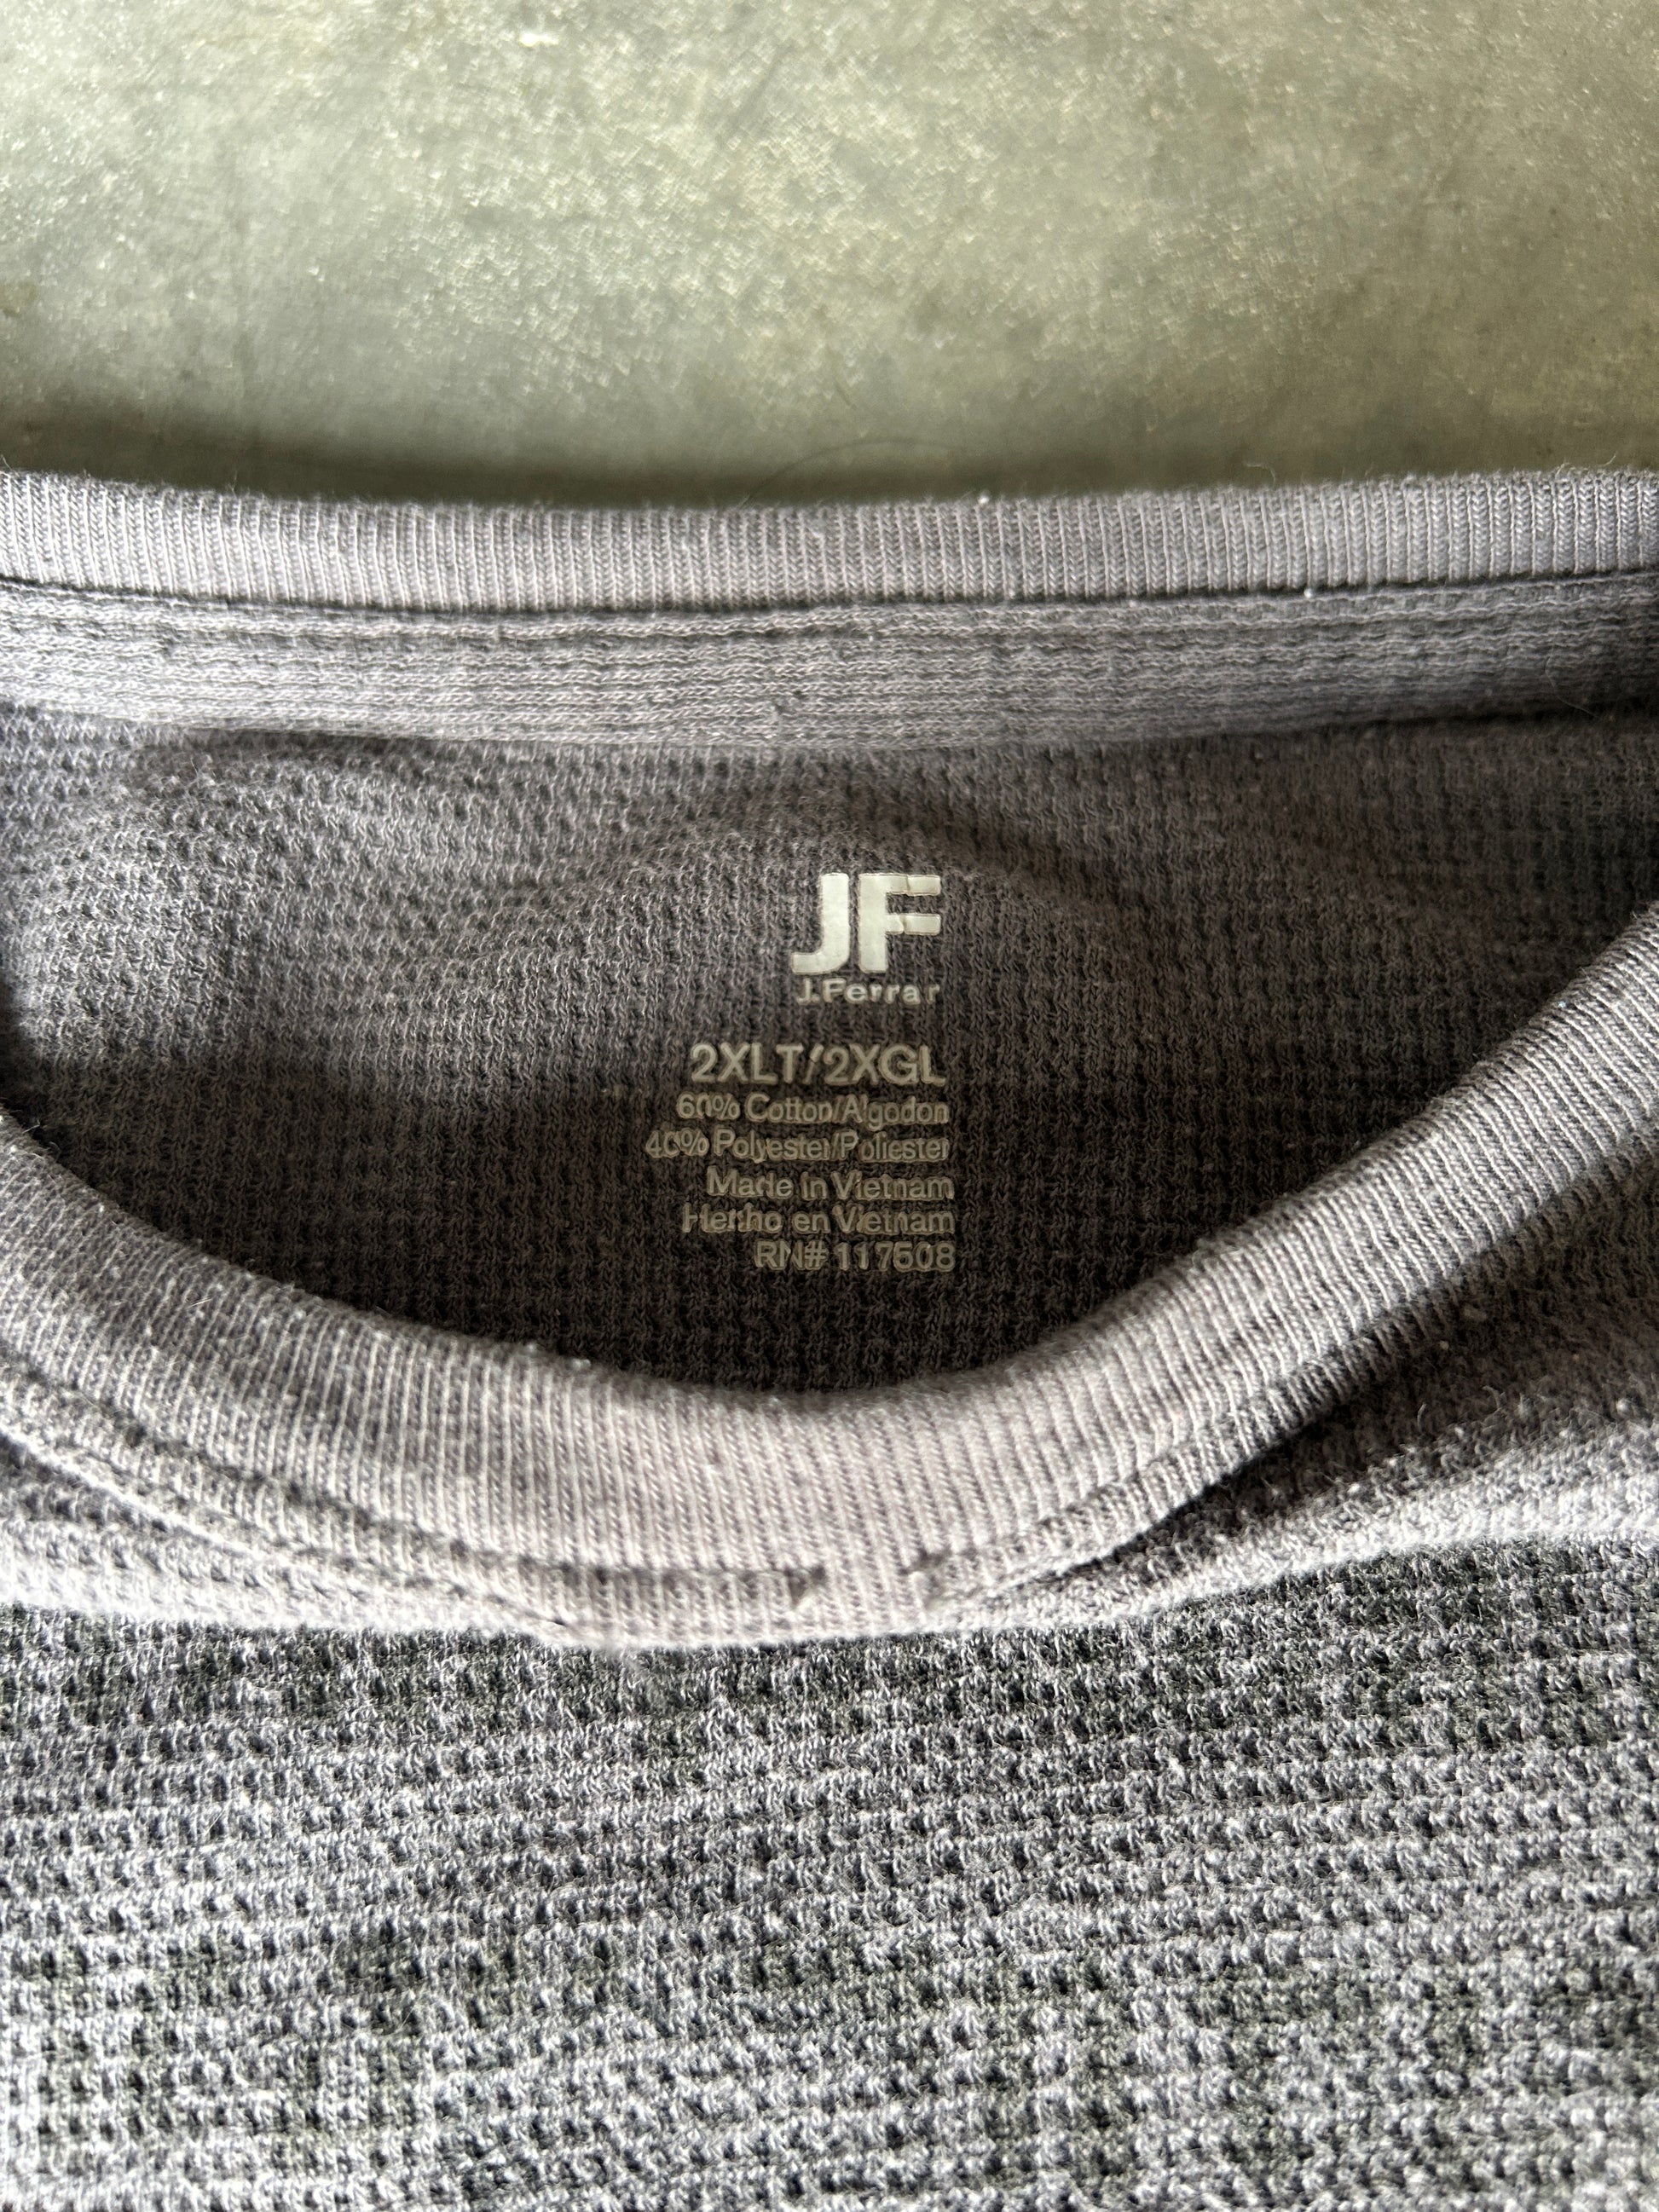 JF
J.Ferrar
2XLT/2XGL
60% Cotton/Algodon
40% Polyester/Poliester
Made in Vietnam
Hecho en Vietnam
RN# 117508